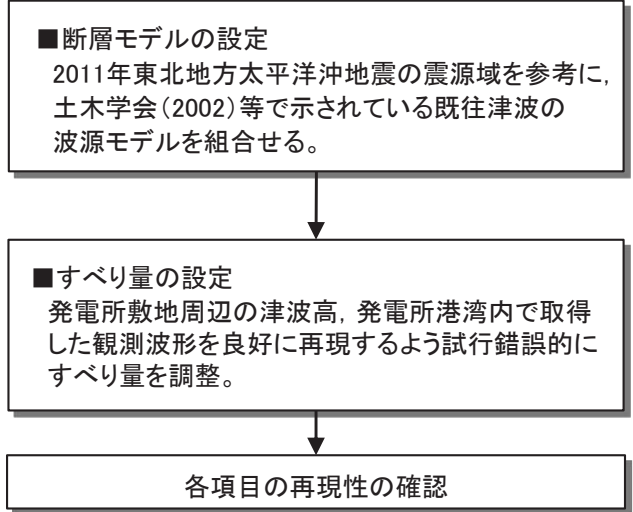 ■断層モデルの設定
2011年東北地方太平洋沖地震の震源域を参考に,
土木学会(2002)等で示されている既往津波の
波源モデルを組合せる。
■すべり量の設定
発電所敷地周辺の津波高, 発電所港湾内で取得
した観測波形を良好に再現するよう試行錯誤的に
すべり量を調整。
各項目の再現性の確認